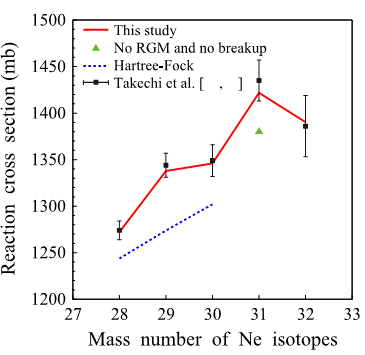 This study
No RGM and no breakup
Hartree-Fock
Takechi et al. [ , ]
Reaction cross section (mb)
1500
1450
1400
1350
1300
1250
1200
27 28 29 30 31 32 33
Mass number of Ne isotopes